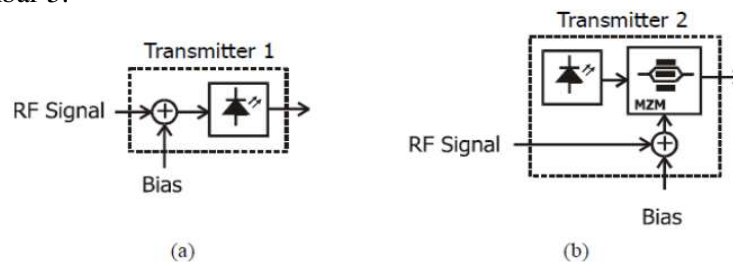 Transmitter 1
RF Signal
Bias
(a)
Transmitter 2
MZM
RF Signal
Bias
(b)